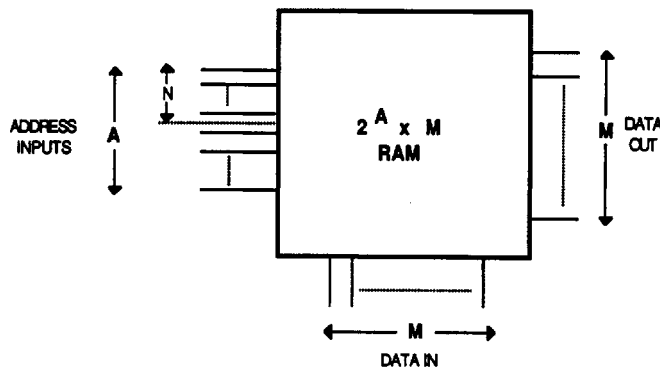 ADDRESS
INPUTS
A
N
2^A x M
RAM
M
DATA
OUT
M
DATA IN